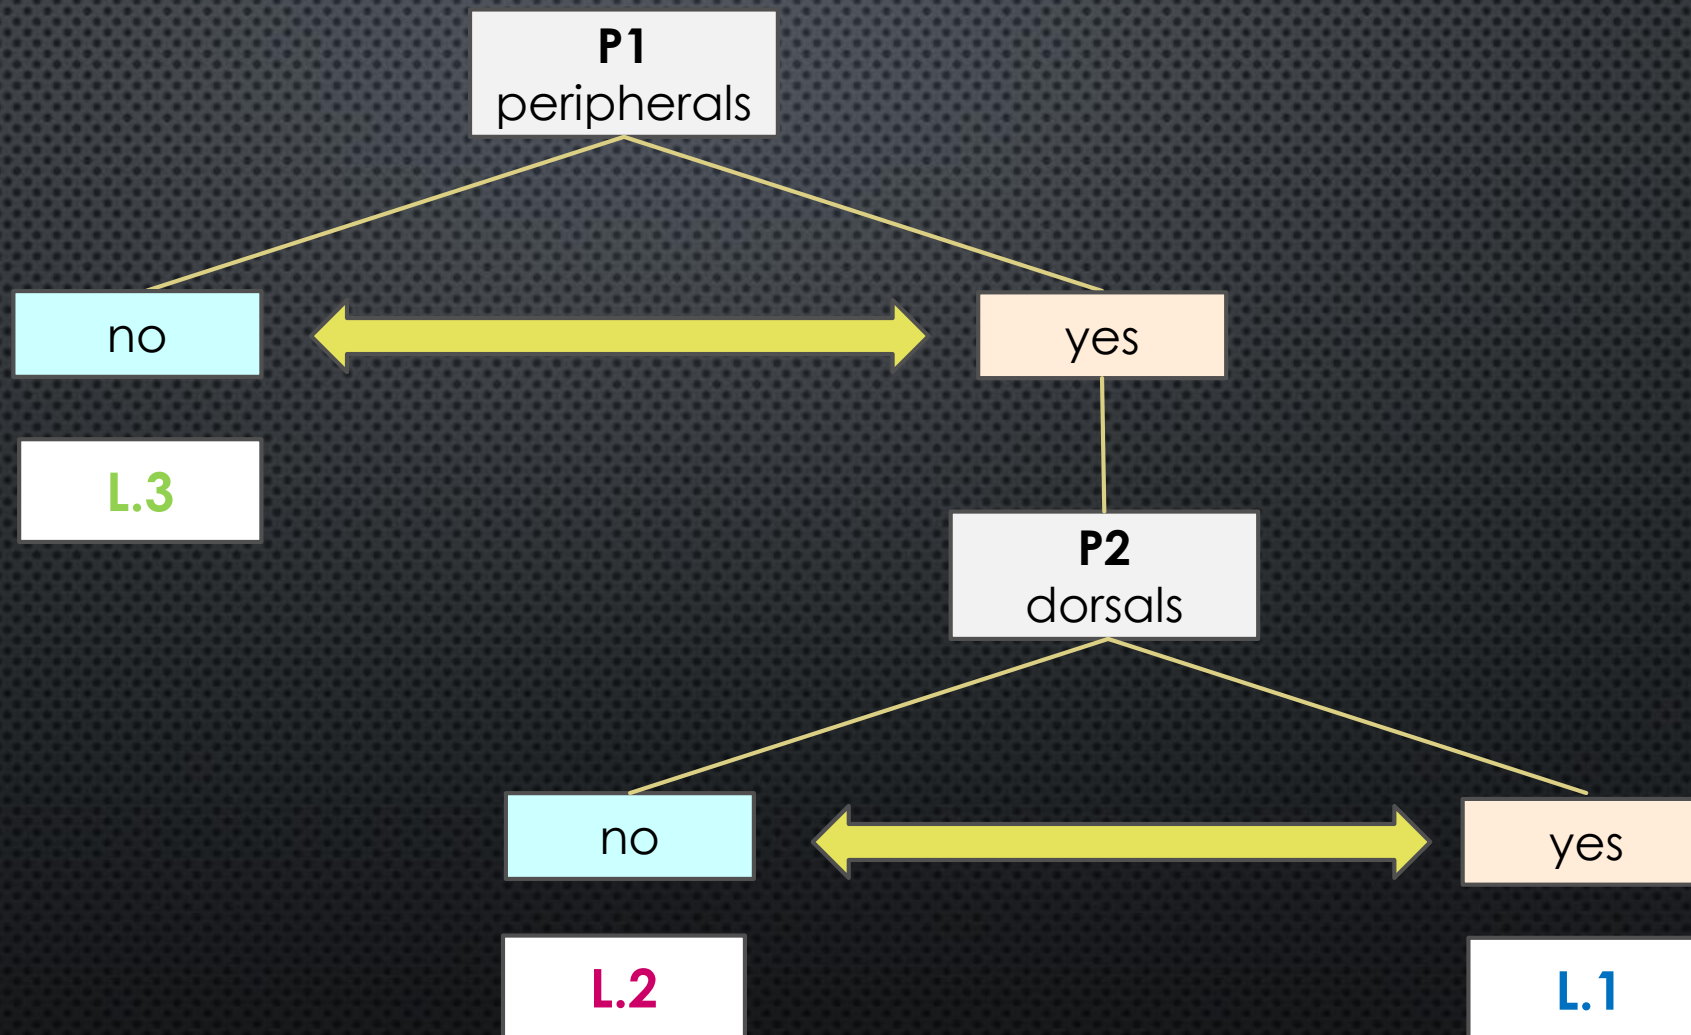 P1
peripherals
no
yes
L.3
P2
dorsals
no
yes
L.2
L.1